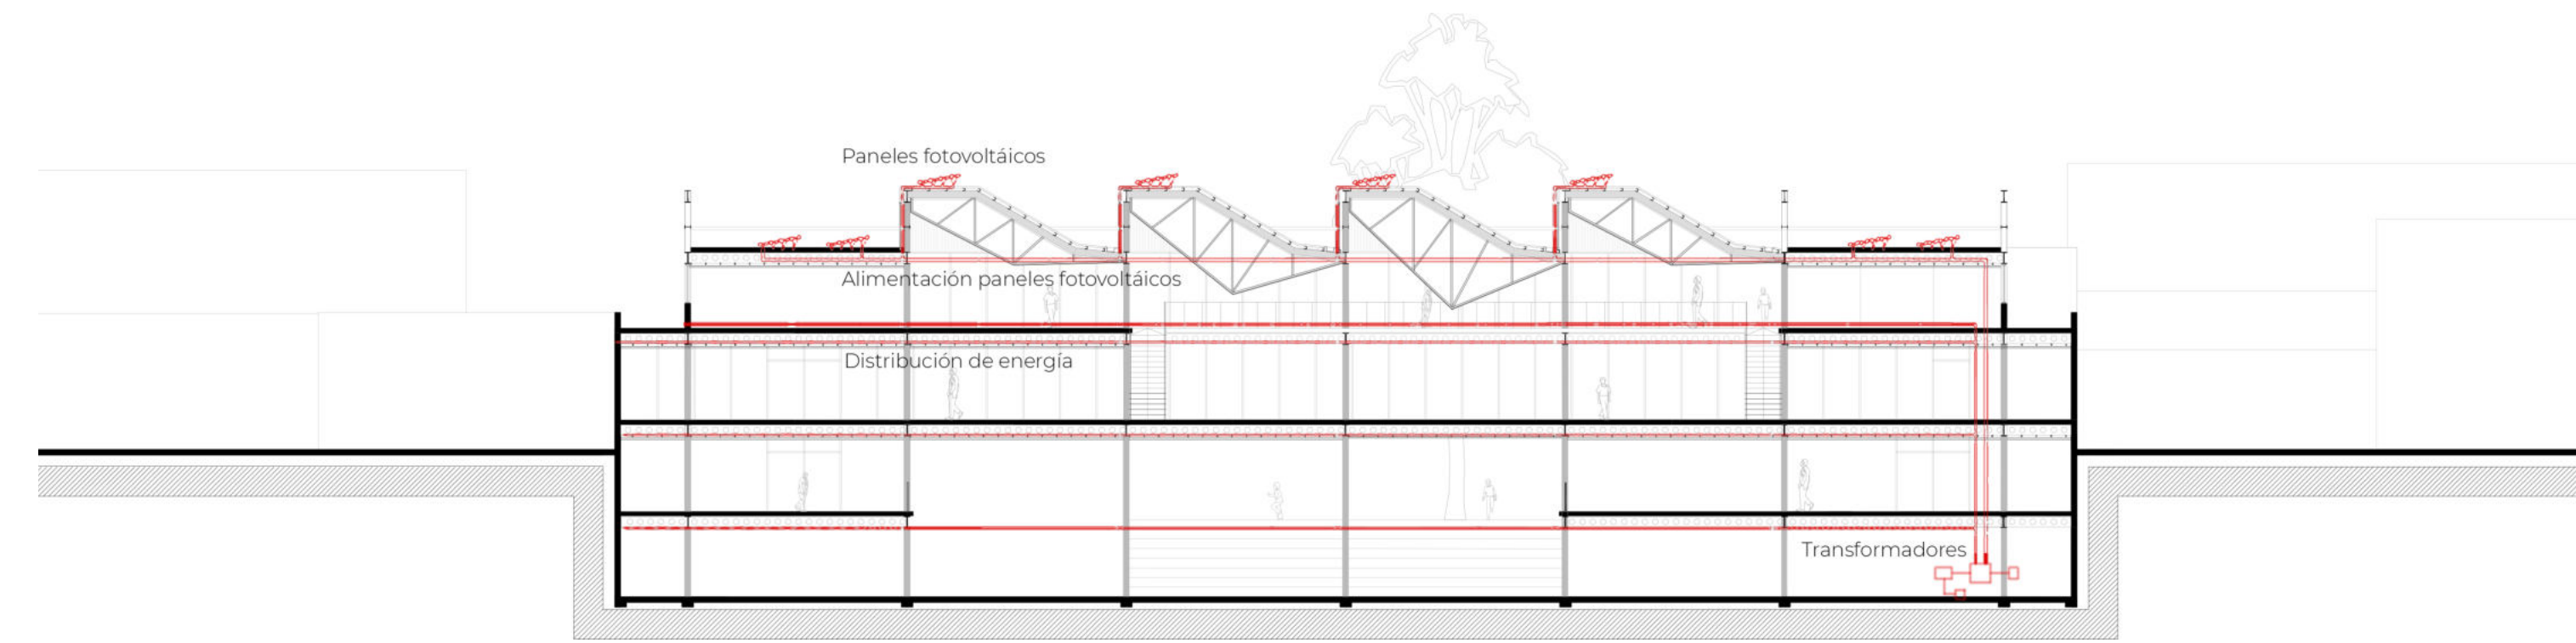 Paneles fotovoltáicos
Alimentación paneles fotovoltáicos
Distribución de energía
Transformadores